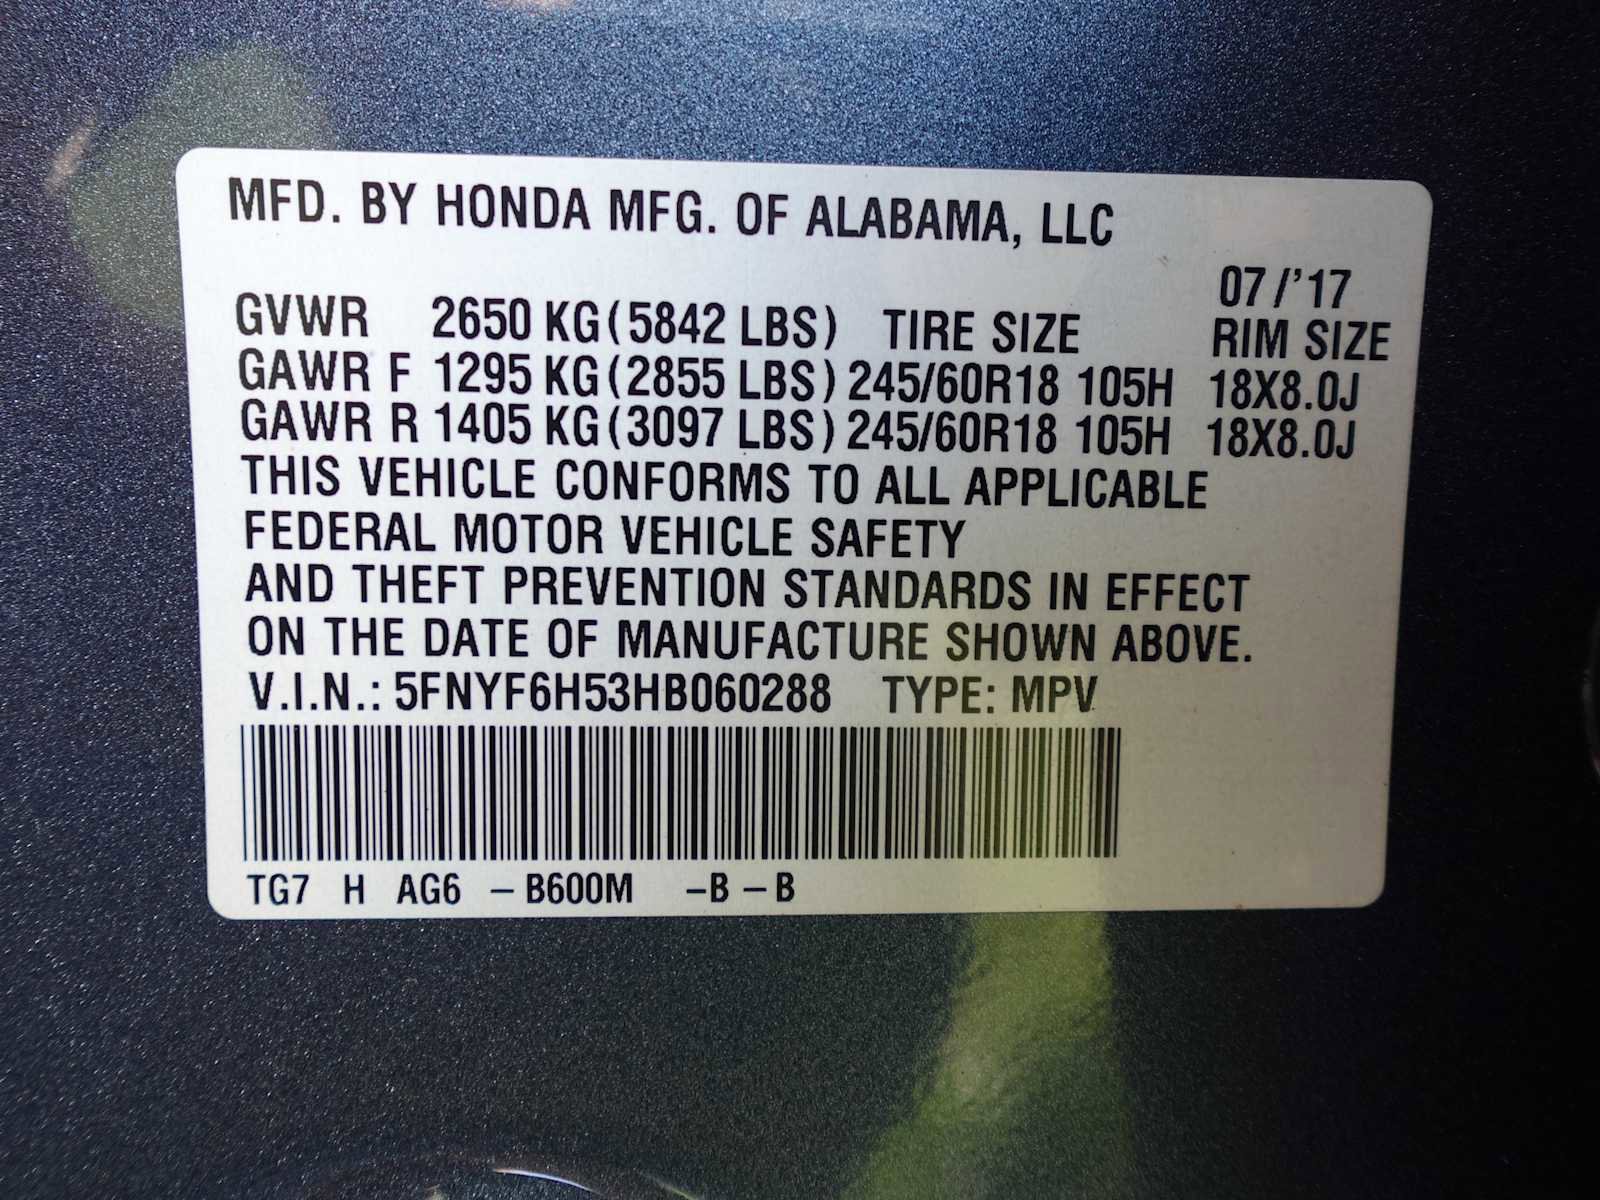 MFD. BY HONDA MFG. OF ALABAMA, LLC
07/'17
GVWR 2650 KG(5842 LBS) TIRE SIZE RIM SIZE
GAWR F 1295 KG(2855 LBS) 245/60R18 105H 18X8.0J
GAWR R 1405 KG(3097 LBS) 245/60R18 105H 18X8.0J
THIS VEHICLE CONFORMS TO ALL APPLICABLE
FEDERAL MOTOR VEHICLE SAFETY
AND THEFT PREVENTION STANDARDS IN EFFECT
ON THE DATE OF MANUFACTURE SHOWN ABOVE.
V.I.N.: 5FNYF6H53HB060288 TYPE: MPV
TG7 H AG6 -B600M -B-B